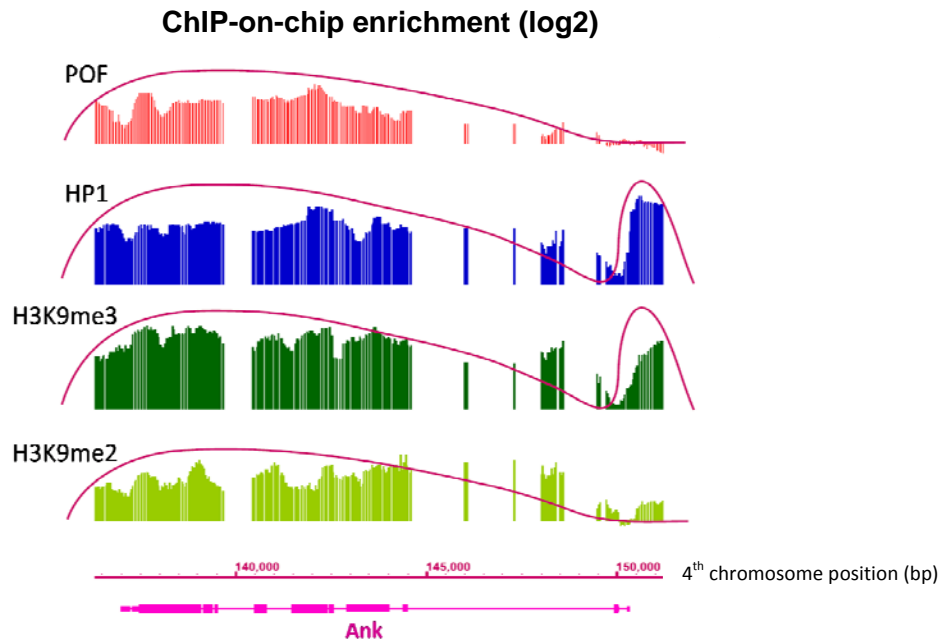 ChIP-on-chip enrichment (log2)
POF
HP1
H3K9me3
H3K9me2
140,000 145,000 150,000 4th chromosome position (bp)
Ank